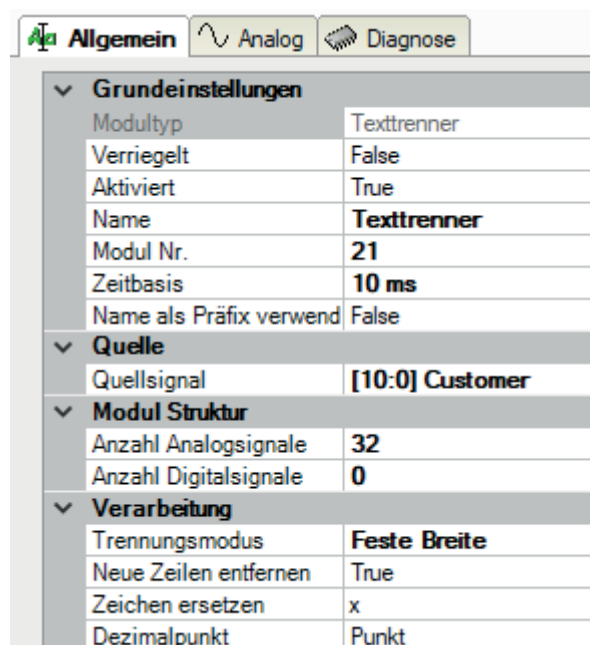 Allgemein Analog Diagnose
Grundeinstellungen
Modultyp Texttrenner
Verriegelt False
Aktiviert True
Name Texttrenner
Modul Nr. 21
Zeitbasis 10 ms
Name als Präfix verwend False
Quelle
Quellsignal [10:0] Customer
Modul Struktur
Anzahl Analogsignale 32
Anzahl Digitalsignale 0
Verarbeitung
Trennungsmodus Feste Breite
Neue Zeilen entfernen True
Zeichen ersetzen x
Dezimalpunkt Punkt